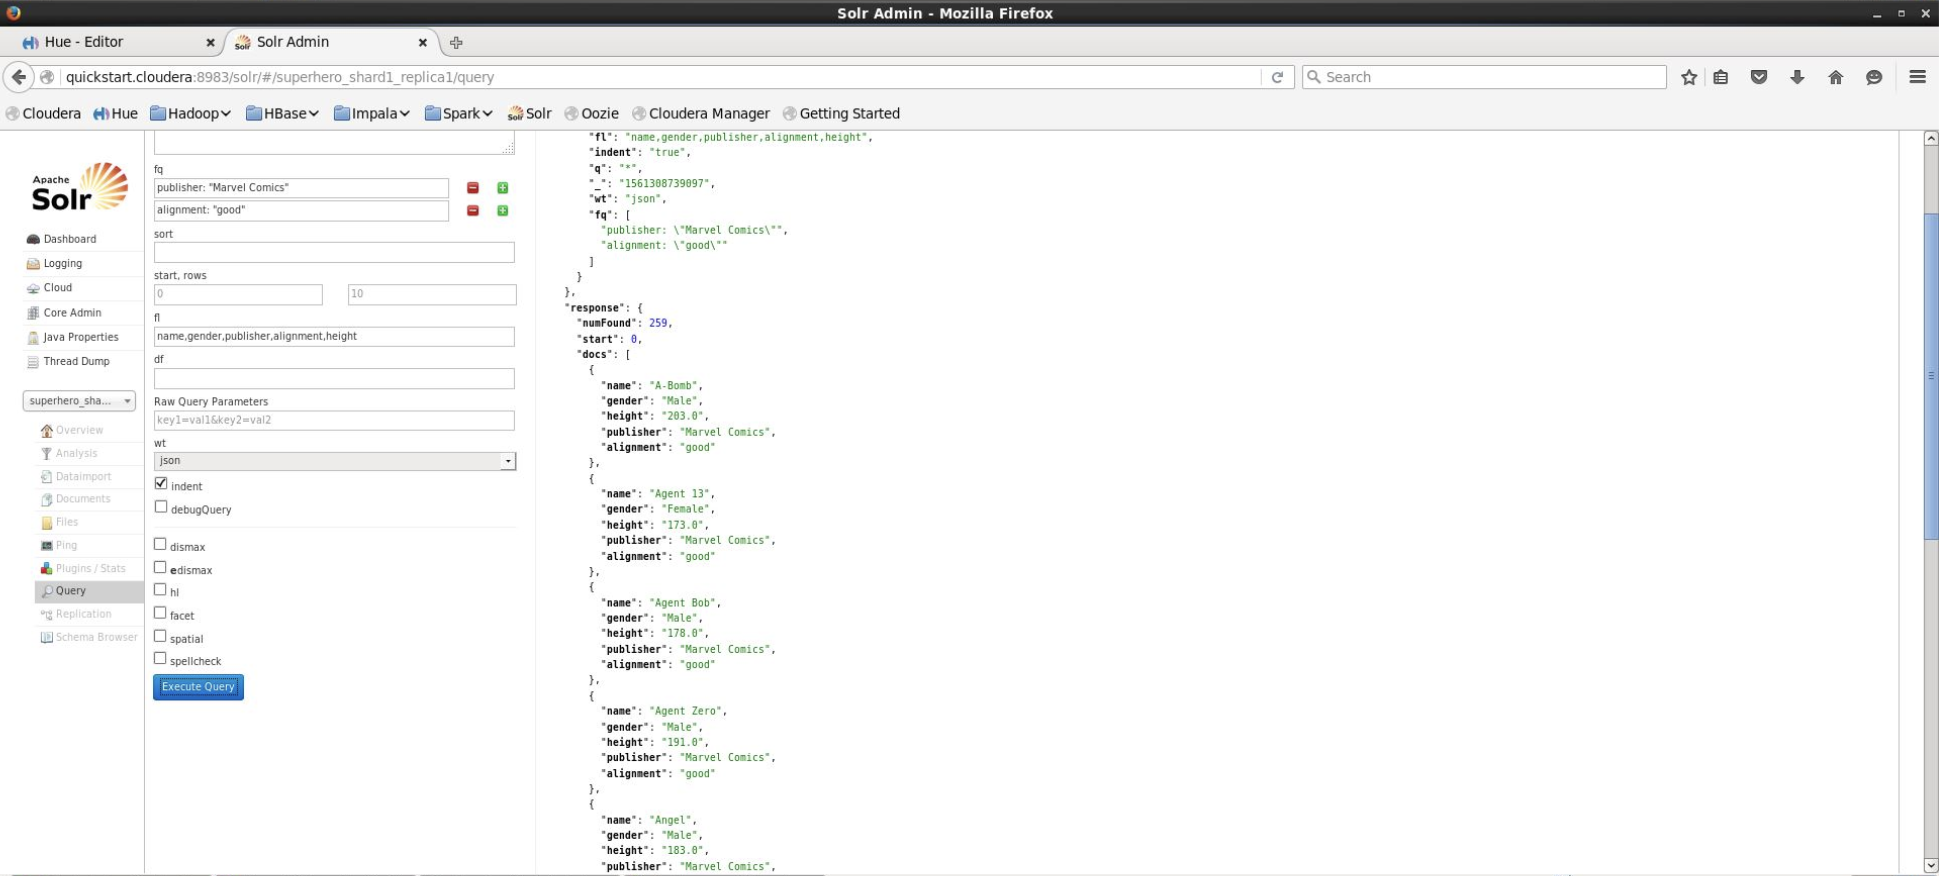 Solr Admin - Mozilla Firefox
Hue - Editor
Solr Admin
quickstart.cloudera:8983/solr/#/superhero_shard1_replica1/query
Search
Cloudera
Hue
Hadoop
HBase
Impala
Spark
Solr
Oozie
Cloudera Manager
Getting Started
Apache
Solr
Dashboard
Logging
Cloud
Core Admin
Java Properties
Thread Dump
superhero_sha...
Overview
Analysis
Dataimport
Documents
Files
Ping
Plugins / Stats
Query
Replication
Schema Browser
fq
publisher: "Marvel Comics"
alignment: "good"
sort
start, rows
0
10
fl
name,gender,publisher,alignment,height
df
Raw Query Parameters
key1=val1&key2=val2
wt
json
indent
debugQuery
dismax
edismax
hl
facet
spatial
spellcheck
Execute Query
"fl": "name,gender,publisher,alignment,height",
"indent": "true",
"q": "*",
"_": "1561308739097",
"wt": "json",
"fq": [
"publisher: \"Marvel Comics\"",
"alignment: \"good\""
]
}
},
"response": {
"numFound": 259,
"start": 0,
"docs": [
{
"name": "A-Bomb",
"gender": "Male",
"height": "203.0",
"publisher": "Marvel Comics",
"alignment": "good"
},
{
"name": "Agent 13",
"gender": "Female",
"height": "173.0",
"publisher": "Marvel Comics",
"alignment": "good"
},
{
"name": "Agent Bob",
"gender": "Male",
"height": "178.0",
"publisher": "Marvel Comics",
"alignment": "good"
},
{
"name": "Agent Zero",
"gender": "Male",
"height": "191.0",
"publisher": "Marvel Comics",
"alignment": "good"
},
{
"name": "Angel",
"gender": "Male",
"height": "183.0",
"publisher": "Marvel Comics",